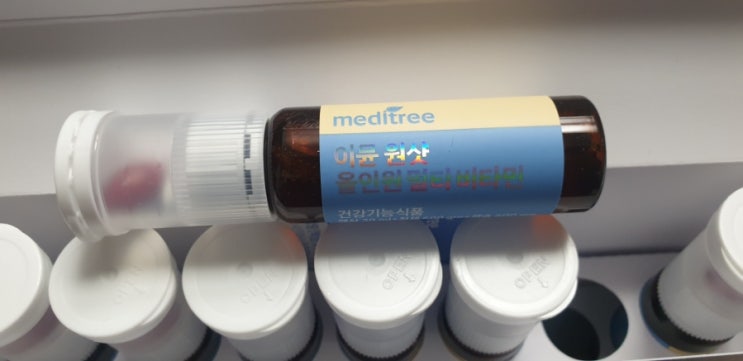 meditree
이뮨 원샷
올인원 멀티 비타민
건강기능식품
OPEN
OPEN